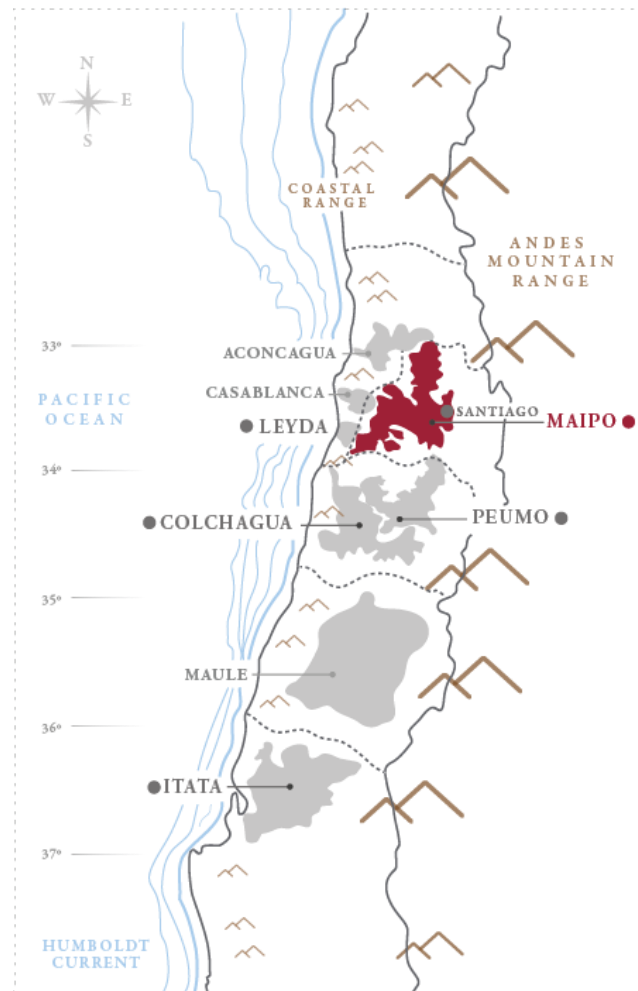 N
W E
S
COASTAL
RANGE
ANDES
MOUNTAIN
RANGE
33º
ACONCAGUA
CASABLANCA
PACIFIC
OCEAN
LEYDA
SANTIAGO
MAIPO
34º
COLCHAGUA
PEUMO
35º
MAULE
36º
ITATA
37º
HUMBOLDT
CURRENT